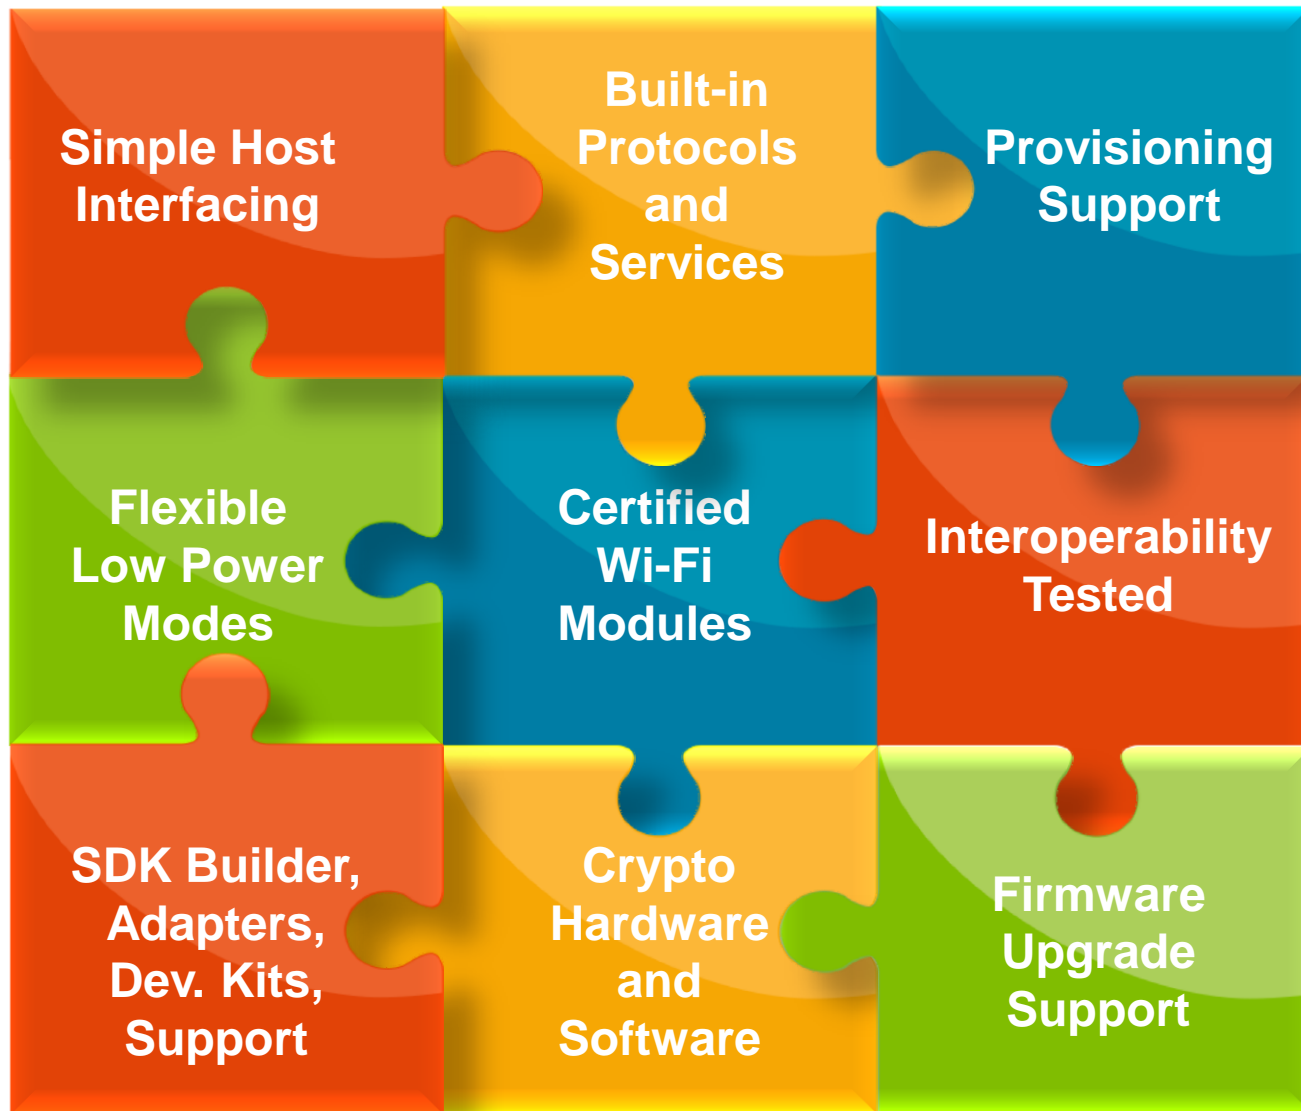 Simple Host
Interfacing
Built-in
Protocols
and
Services
Provisioning
Support
Flexible
Low Power
Modes
Certified
Wi-Fi
Modules
Interoperability
Tested
SDK Builder,
Adapters,
Dev. Kits,
Support
Crypto
Hardware
and
Software
Firmware
Upgrade
Support